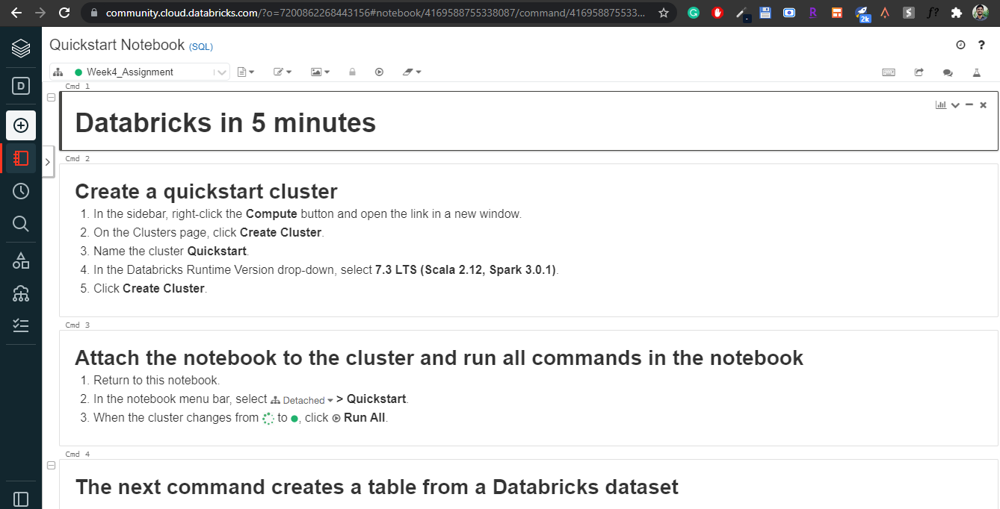 community.cloud.databricks.com/?o=7200862268443156#notebook/4169588755338087/command/416958875533...
2k
Quickstart Notebook (SQL)
Week4_Assignment
Cmd 1
Databricks in 5 minutes
Cmd 2
Create a quickstart cluster
1. In the sidebar, right-click the Compute button and open the link in a new window.
2. On the Clusters page, click Create Cluster.
3. Name the cluster Quickstart.
4. In the Databricks Runtime Version drop-down, select 7.3 LTS (Scala 2.12, Spark 3.0.1).
5. Click Create Cluster.
Cmd 3
Attach the notebook to the cluster and run all commands in the notebook
1. Return to this notebook.
2. In the notebook menu bar, select Detached > Quickstart.
3. When the cluster changes from to , click Run All.
Cmd 4
The next command creates a table from a Databricks dataset